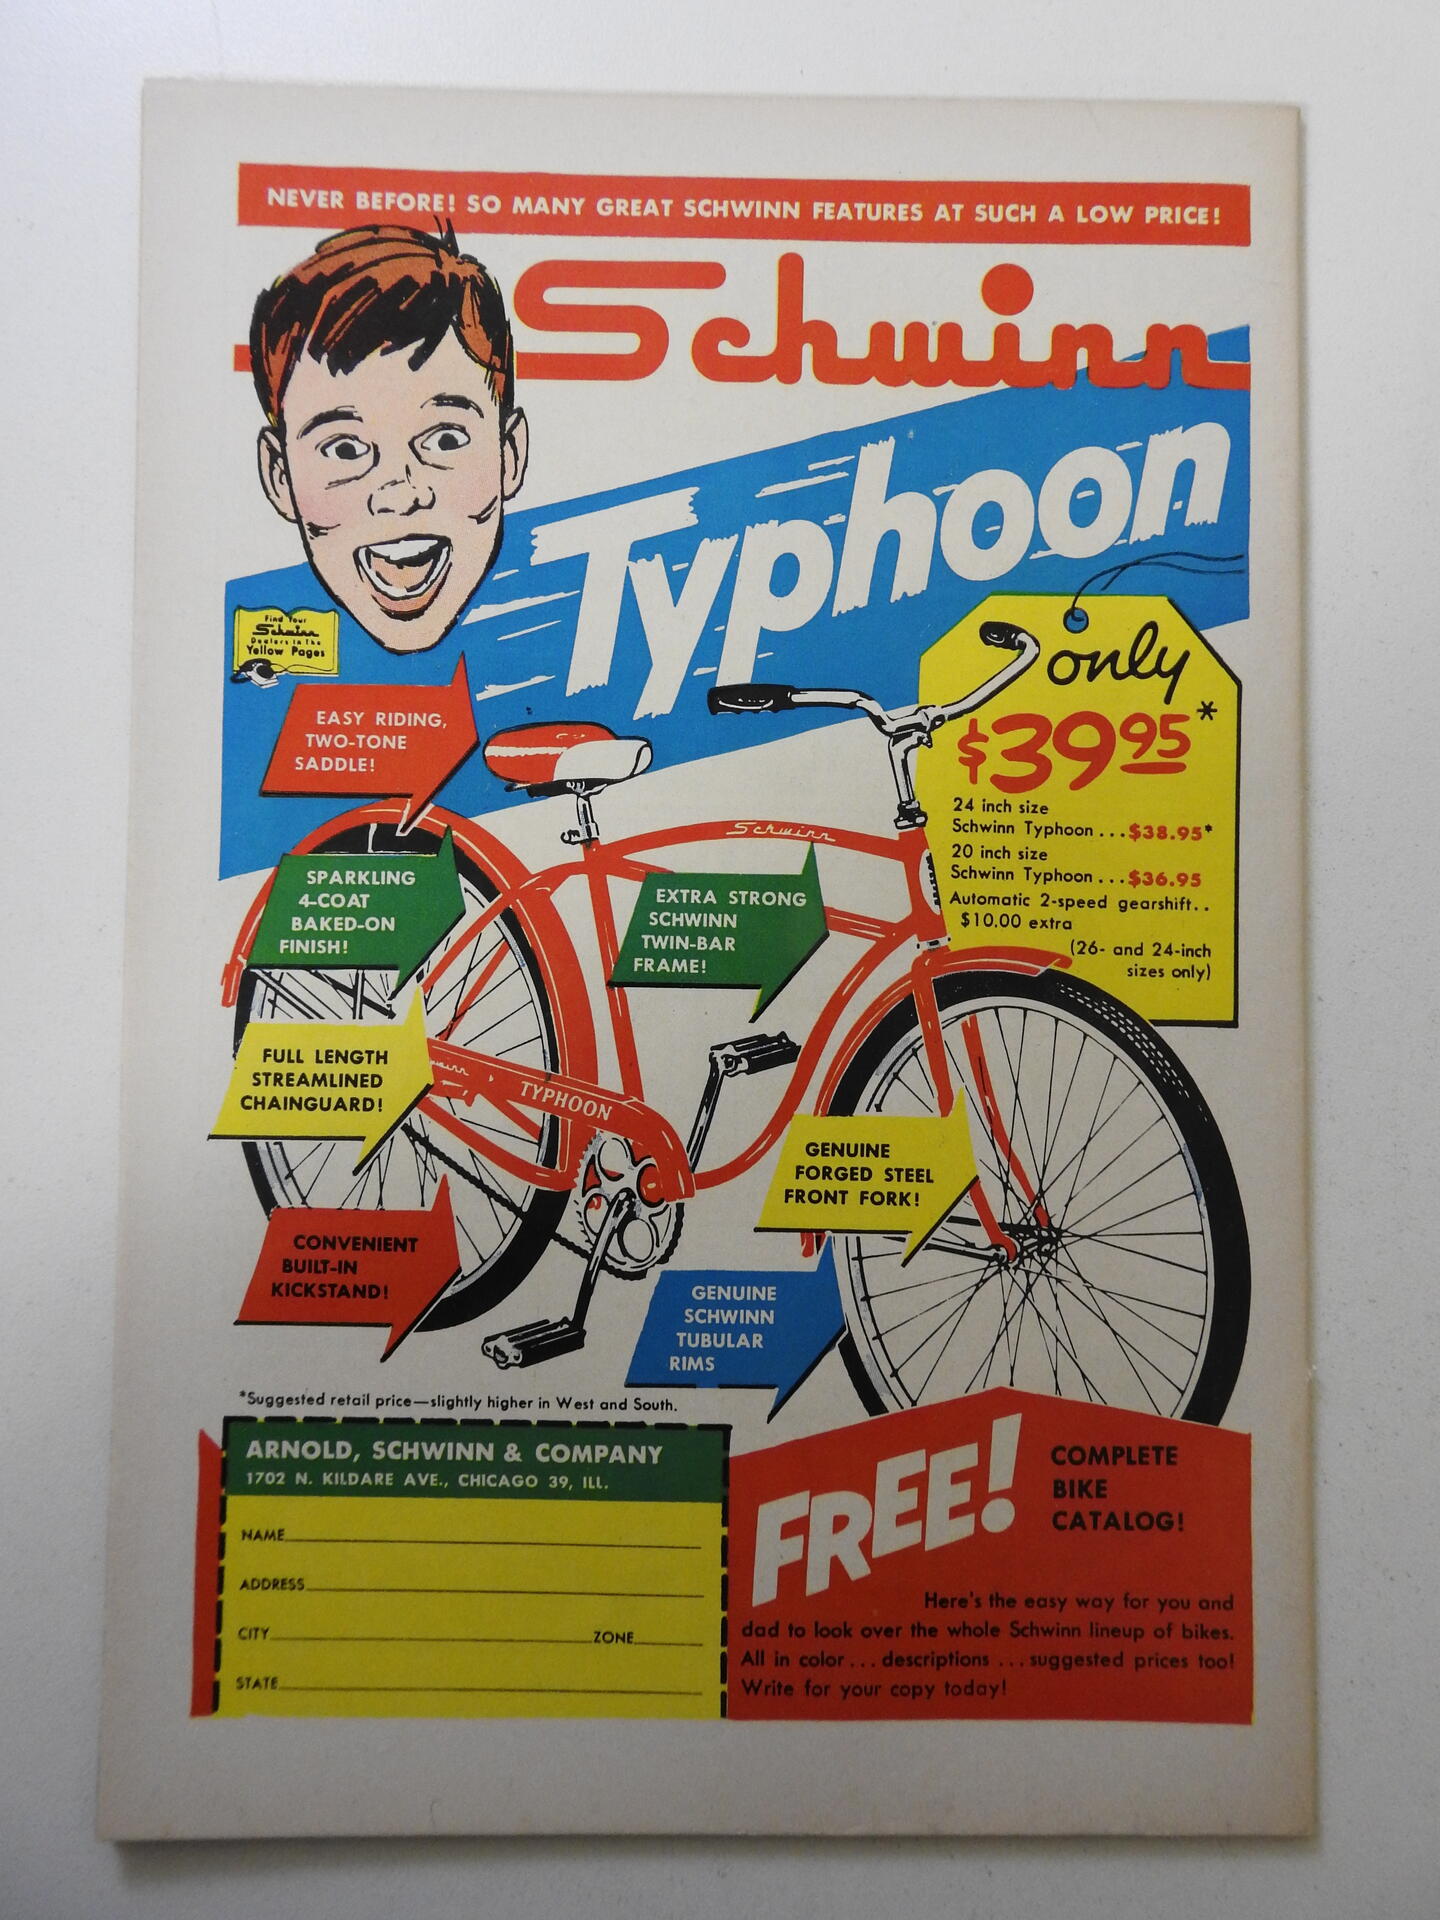 NEVER BEFORE! SO MANY GREAT SCHWINN FEATURES AT SUCH A LOW PRICE!
Schwinn
Typhoon
Find Your
Schwinn
Dealers in the
Yellow Pages
only
$39.95*
24 inch size
Schwinn Typhoon...$38.95*
20 inch size
Schwinn Typhoon...$36.95
Automatic 2-speed gearshift..
$10.00 extra
(26- and 24-inch
sizes only)
EASY RIDING,
TWO-TONE
SADDLE!
Schwinn
SPARKLING
4-COAT
BAKED-ON
FINISH!
EXTRA STRONG
SCHWINN
TWIN-BAR
FRAME!
FULL LENGTH
STREAMLINED
CHAINGUARD!
TYPHOON
GENUINE
FORGED STEEL
FRONT FORK!
CONVENIENT
BUILT-IN
KICKSTAND!
GENUINE
SCHWINN
TUBULAR
RIMS
*Suggested retail price—slightly higher in West and South.
ARNOLD, SCHWINN & COMPANY
1702 N. KILDARE AVE., CHICAGO 39, ILL.
NAME
ADDRESS
CITY ZONE
STATE
FREE!
COMPLETE
BIKE
CATALOG!
Here's the easy way for you and
dad to look over the whole Schwinn lineup of bikes.
All in color...descriptions...suggested prices too!
Write for your copy today!